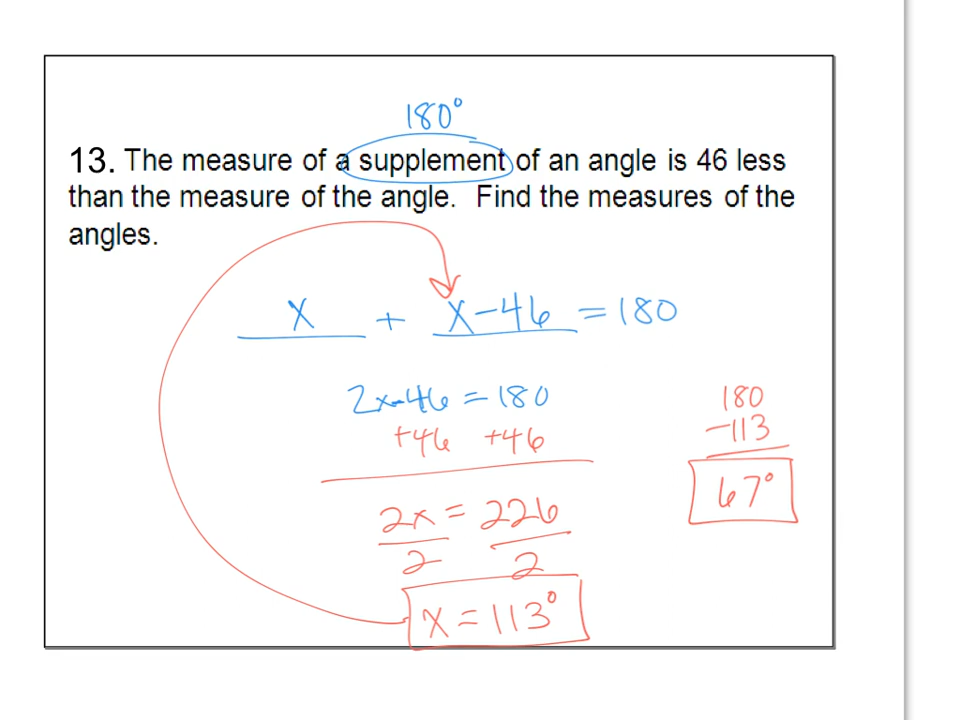 180°
13. The measure of a supplement of an angle is 46 less
than the measure of the angle. Find the measures of the
angles.
x + x-46 = 180
2x-46 = 180
+46 +46
2x = 226
2 2
x = 113°
180
-113
67°